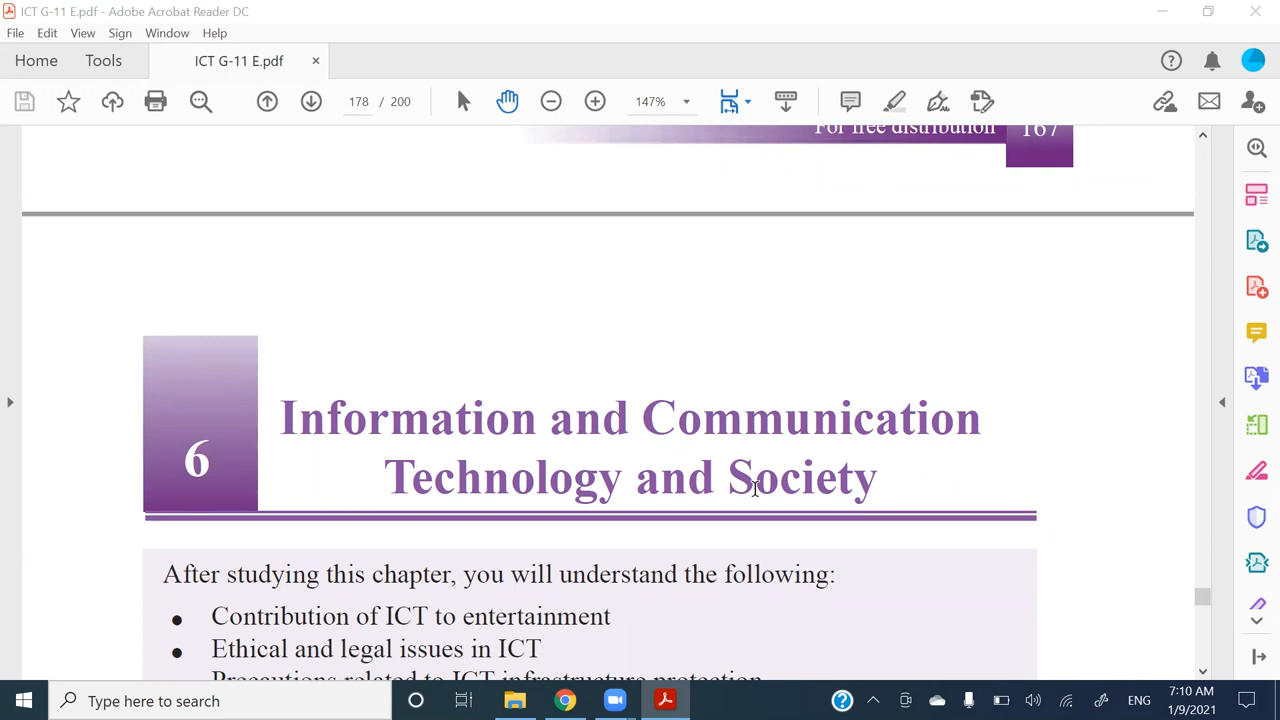 ICT G-11 E.pdf - Adobe Acrobat Reader DC
File Edit View Sign Window Help
Home Tools ICT G-11 E.pdf ×
178 / 200 147%
For free distribution 167
6
Information and Communication
Technology and Society
After studying this chapter, you will understand the following:
● Contribution of ICT to entertainment
● Ethical and legal issues in ICT
Precautions related to ICT infrastructure protection
Type here to search
ENG
7:10 AM
1/9/2021